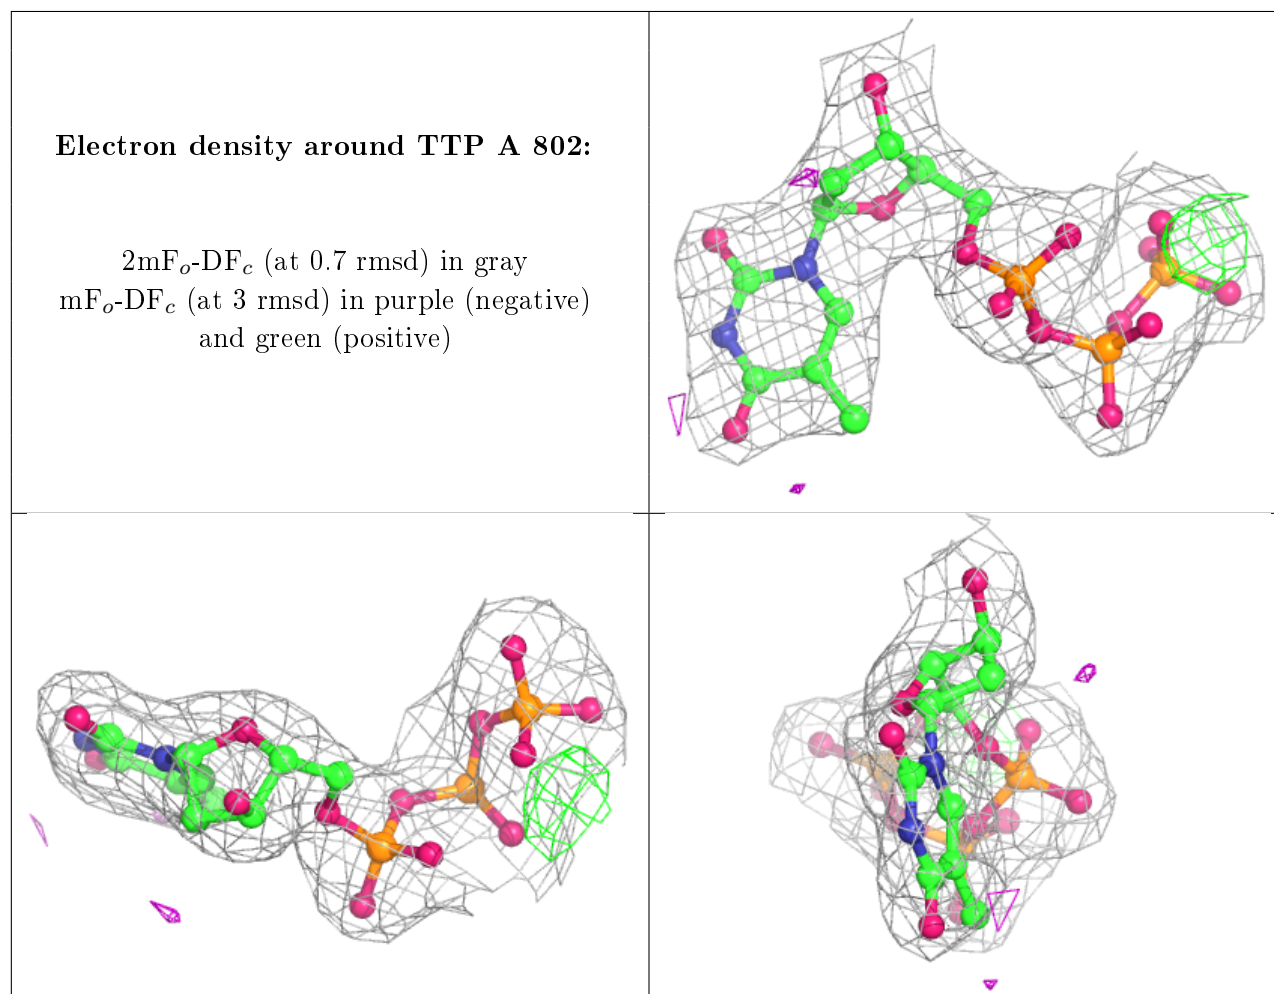 Electron density around TTP A 802:
2mFo-DFc (at 0.7 rmsd) in gray
mFo-DFc (at 3 rmsd) in purple (negative)
and green (positive)